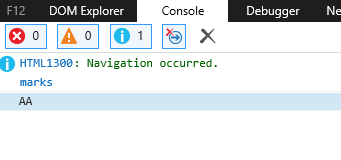 F12 DOM Explorer Console Debugger Ne
0 0 1
HTML1300: Navigation occurred.
marks
AA